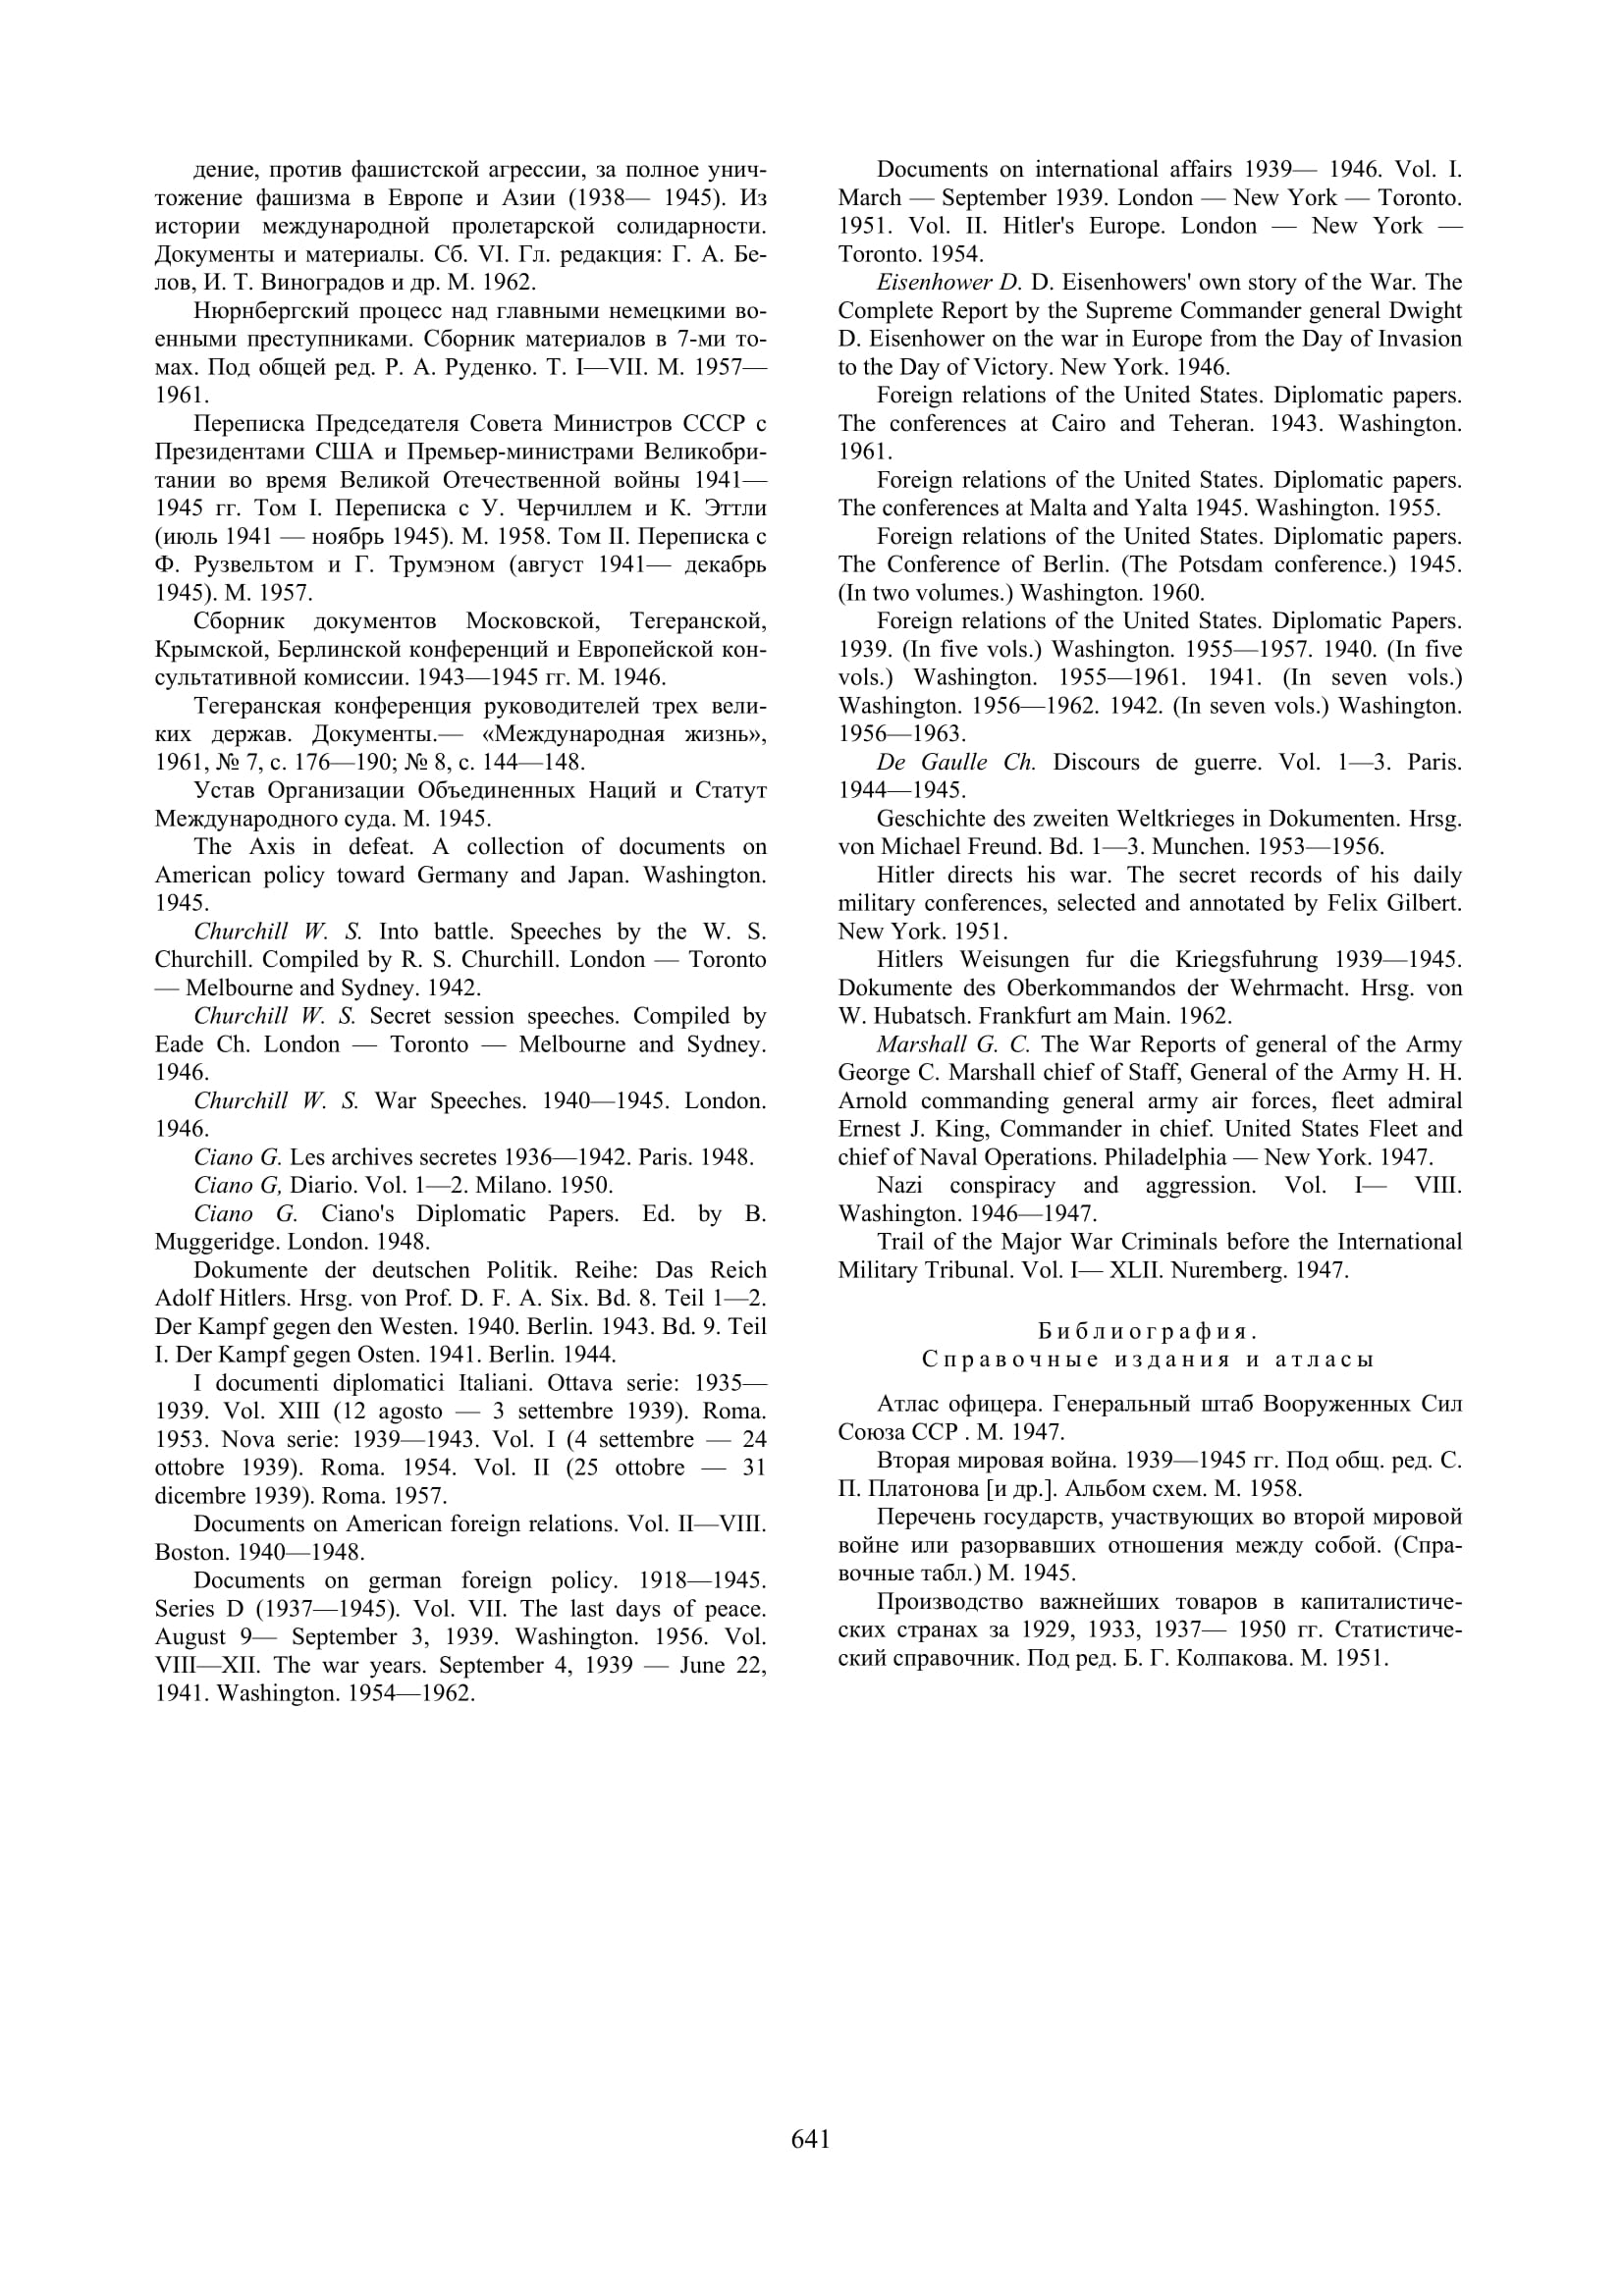 дение, против фашистской агрессии, за полное унич-
тожение фашизма в Европе и Азии (1938— 1945). Из
истории международной пролетарской солидарности.
Документы и материалы. Сб. VI. Гл. редакция: Г. А. Бе-
лов, И. Т. Виноградов и др. М. 1962.
Нюрнбергский процесс над главными немецкими во-
енными преступниками. Сборник материалов в 7-ми то-
мах. Под общей ред. Р. А. Руденко. Т. I—VII. М. 1957—
1961.
Переписка Председателя Совета Министров СССР с
Президентами США и Премьер-министрами Великобри-
тании во время Великой Отечественной войны 1941—
1945 гг. Том I. Переписка с У. Черчиллем и К. Эттли
(июль 1941 — ноябрь 1945). М. 1958. Том II. Переписка с
Ф. Рузвельтом и Г. Трумэном (август 1941— декабрь
1945). М. 1957.
Сборник документов Московской, Тегеранской,
Крымской, Берлинской конференций и Европейской кон-
сультативной комиссии. 1943—1945 гг. М. 1946.
Тегеранская конференция руководителей трех вели-
ких держав. Документы.— «Международная жизнь»,
1961, № 7, с. 176—190; № 8, с. 144—148.
Устав Организации Объединенных Наций и Статут
Международного суда. М. 1945.
The Axis in defeat. A collection of documents on
American policy toward Germany and Japan. Washington.
1945.
Churchill W. S. Into battle. Speeches by the W. S.
Churchill. Compiled by R. S. Churchill. London — Toronto
— Melbourne and Sydney. 1942.
Churchill W. S. Secret session speeches. Compiled by
Eade Ch. London — Toronto — Melbourne and Sydney.
1946.
Churchill W. S. War Speeches. 1940—1945. London.
1946.
Ciano G. Les archives secretes 1936—1942. Paris. 1948.
Ciano G, Diario. Vol. 1—2. Milano. 1950.
Ciano G. Ciano's Diplomatic Papers. Ed. by B.
Muggeridge. London. 1948.
Dokumente der deutschen Politik. Reihe: Das Reich
Adolf Hitlers. Hrsg. von Prof. D. F. A. Six. Bd. 8. Teil 1—2.
Der Kampf gegen den Westen. 1940. Berlin. 1943. Bd. 9. Teil
I. Der Kampf gegen Osten. 1941. Berlin. 1944.
I documenti diplomatici Italiani. Ottava serie: 1935—
1939. Vol. XIII (12 agosto — 3 settembre 1939). Roma.
1953. Nova serie: 1939—1943. Vol. I (4 settembre — 24
ottobre 1939). Roma. 1954. Vol. II (25 ottobre — 31
dicembre 1939). Roma. 1957.
Documents on American foreign relations. Vol. II—VIII.
Boston. 1940—1948.
Documents on german foreign policy. 1918—1945.
Series D (1937—1945). Vol. VII. The last days of peace.
August 9— September 3, 1939. Washington. 1956. Vol.
VIII—XII. The war years. September 4, 1939 — June 22,
1941. Washington. 1954—1962.
Documents on international affairs 1939— 1946. Vol. I.
March — September 1939. London — New York — Toronto.
1951. Vol. II. Hitler's Europe. London — New York —
Toronto. 1954.
Eisenhower D. D. Eisenhowers' own story of the War. The
Complete Report by the Supreme Commander general Dwight
D. Eisenhower on the war in Europe from the Day of Invasion
to the Day of Victory. New York. 1946.
Foreign relations of the United States. Diplomatic papers.
The conferences at Cairo and Teheran. 1943. Washington.
1961.
Foreign relations of the United States. Diplomatic papers.
The conferences at Malta and Yalta 1945. Washington. 1955.
Foreign relations of the United States. Diplomatic papers.
The Conference of Berlin. (The Potsdam conference.) 1945.
(In two volumes.) Washington. 1960.
Foreign relations of the United States. Diplomatic Papers.
1939. (In five vols.) Washington. 1955—1957. 1940. (In five
vols.) Washington. 1955—1961. 1941. (In seven vols.)
Washington. 1956—1962. 1942. (In seven vols.) Washington.
1956—1963.
De Gaulle Ch. Discours de guerre. Vol. 1—3. Paris.
1944—1945.
Geschichte des zweiten Weltkrieges in Dokumenten. Hrsg.
von Michael Freund. Bd. 1—3. Munchen. 1953—1956.
Hitler directs his war. The secret records of his daily
military conferences, selected and annotated by Felix Gilbert.
New York. 1951.
Hitlers Weisungen fur die Kriegsfuhrung 1939—1945.
Dokumente des Oberkommandos der Wehrmacht. Hrsg. von
W. Hubatsch. Frankfurt am Main. 1962.
Marshall G. C. The War Reports of general of the Army
George C. Marshall chief of Staff, General of the Army H. H.
Arnold commanding general army air forces, fleet admiral
Ernest J. King, Commander in chief. United States Fleet and
chief of Naval Operations. Philadelphia — New York. 1947.
Nazi conspiracy and aggression. Vol. I— VIII.
Washington. 1946—1947.
Trail of the Major War Criminals before the International
Military Tribunal. Vol. I— XLII. Nuremberg. 1947.
Библиография.
Справочные издания и атласы
Атлас офицера. Генеральный штаб Вооруженных Сил
Союза ССР . М. 1947.
Вторая мировая война. 1939—1945 гг. Под общ. ред. С.
П. Платонова [и др.]. Альбом схем. М. 1958.
Перечень государств, участвующих во второй мировой
войне или разорвавших отношения между собой. (Спра-
вочные табл.) М. 1945.
Производство важнейших товаров в капиталистиче-
ских странах за 1929, 1933, 1937— 1950 гг. Статистиче-
ский справочник. Под ред. Б. Г. Колпакова. М. 1951.
641